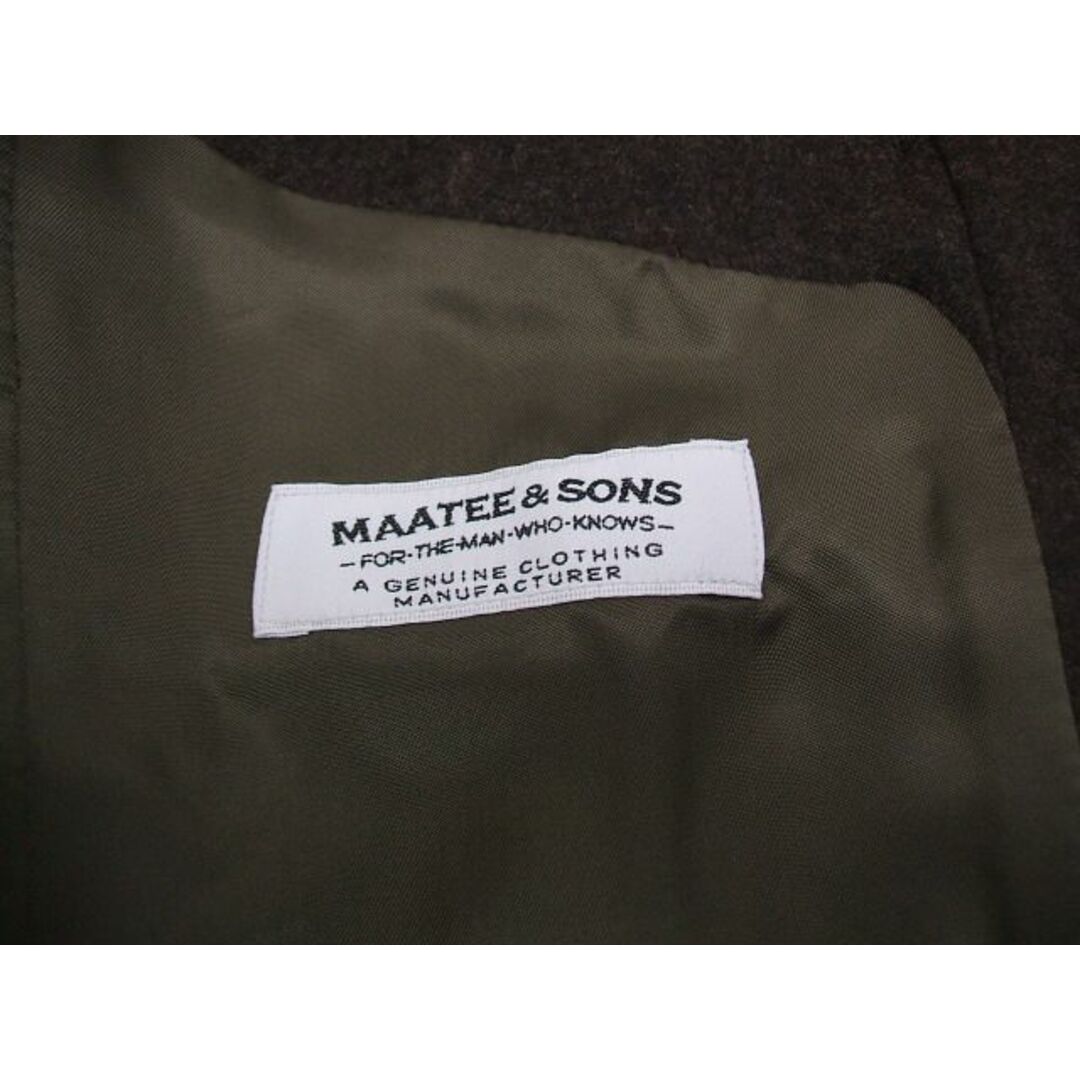 MAATEE & SONS
-FOR·THE·MAN·WHO·KNOWS-
A GENUINE CLOTHING
MANUFACTURER